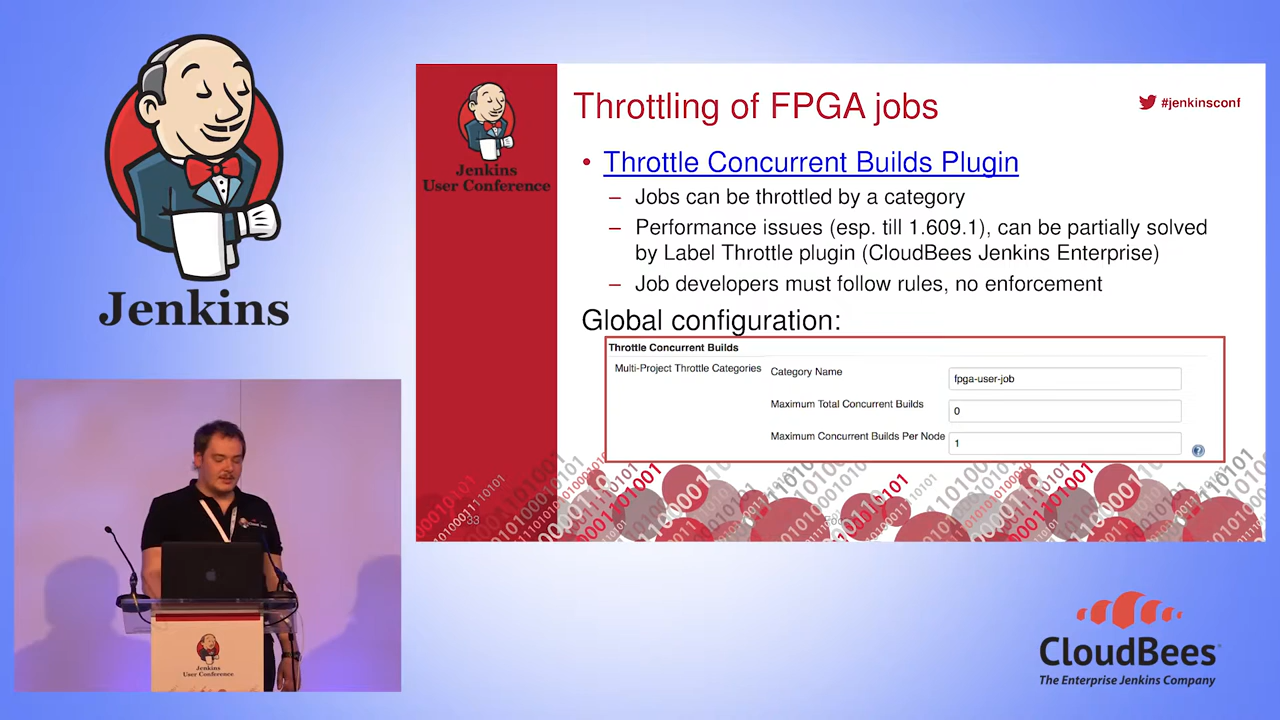 Jenkins
Jenkins
User Conference
Throttling of FPGA jobs
#jenkinsconf
• Throttle Concurrent Builds Plugin
– Jobs can be throttled by a category
– Performance issues (esp. till 1.609.1), can be partially solved
by Label Throttle plugin (CloudBees Jenkins Enterprise)
– Job developers must follow rules, no enforcement
Global configuration:
Throttle Concurrent Builds
Multi-Project Throttle Categories
Category Name
fpga-user-job
Maximum Total Concurrent Builds
0
Maximum Concurrent Builds Per Node
1
33
Jenkins
User Conference
CloudBees
The Enterprise Jenkins Company